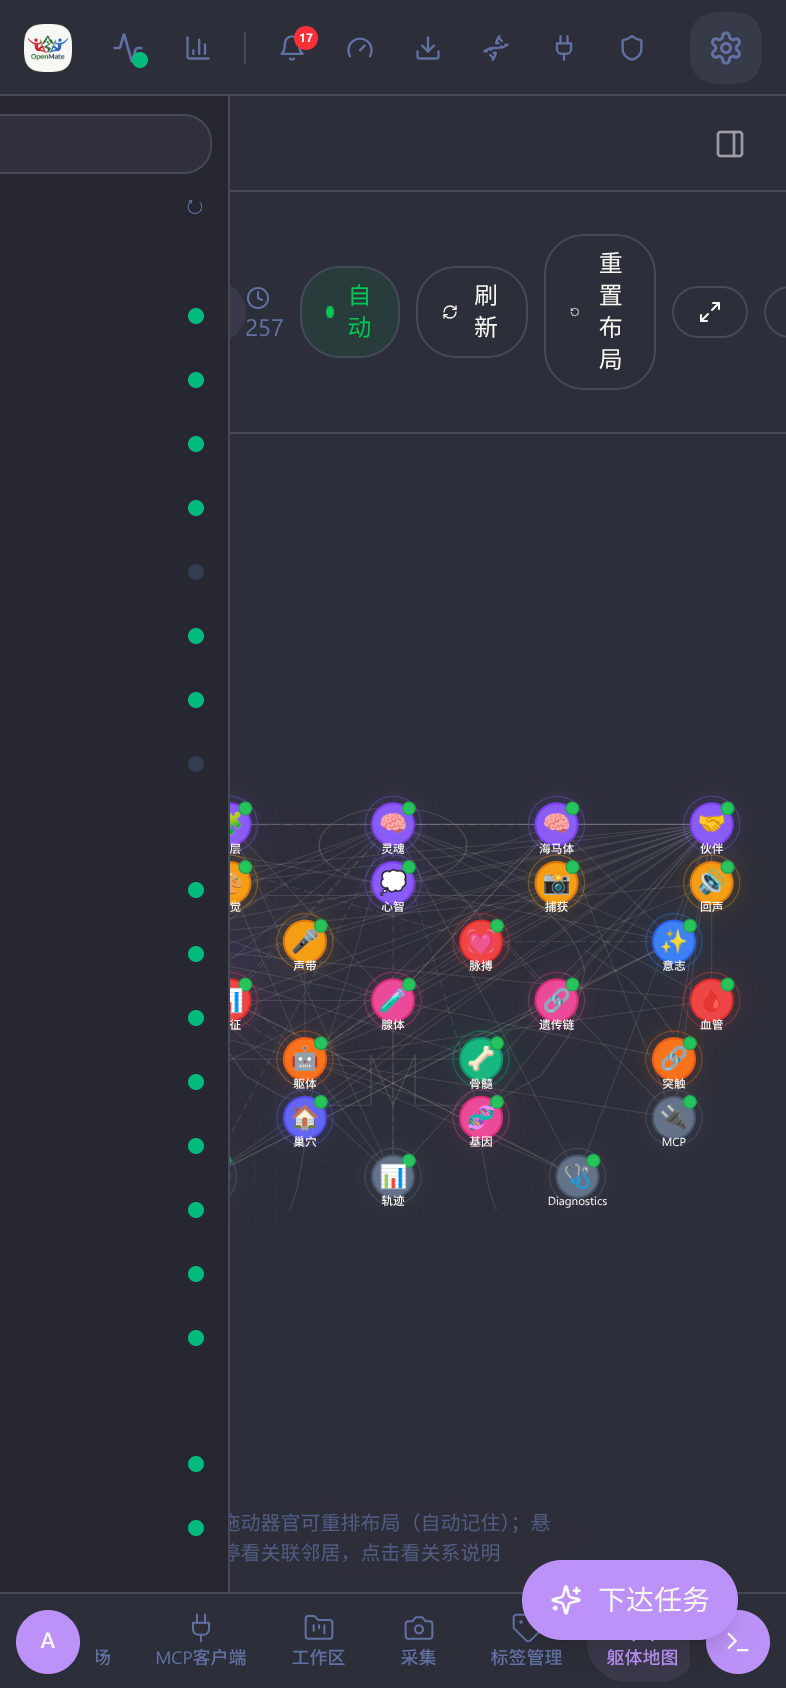 OpenMate
17
257
自
动
刷
新
重
置
布
局
层
灵魂
海马体
伙伴
觉
心智
捕获
回声
声带
脉搏
意志
征
腺体
遗传链
血管
躯体
骨髓
突触
巢穴
基因
MCP
轨迹
Diagnostics
拖动器官可重排布局（自动记住）；悬
停看关联邻居，点击看关系说明
下达任务
A
场
MCP客户端
工作区
采集
标签管理
躯体地图